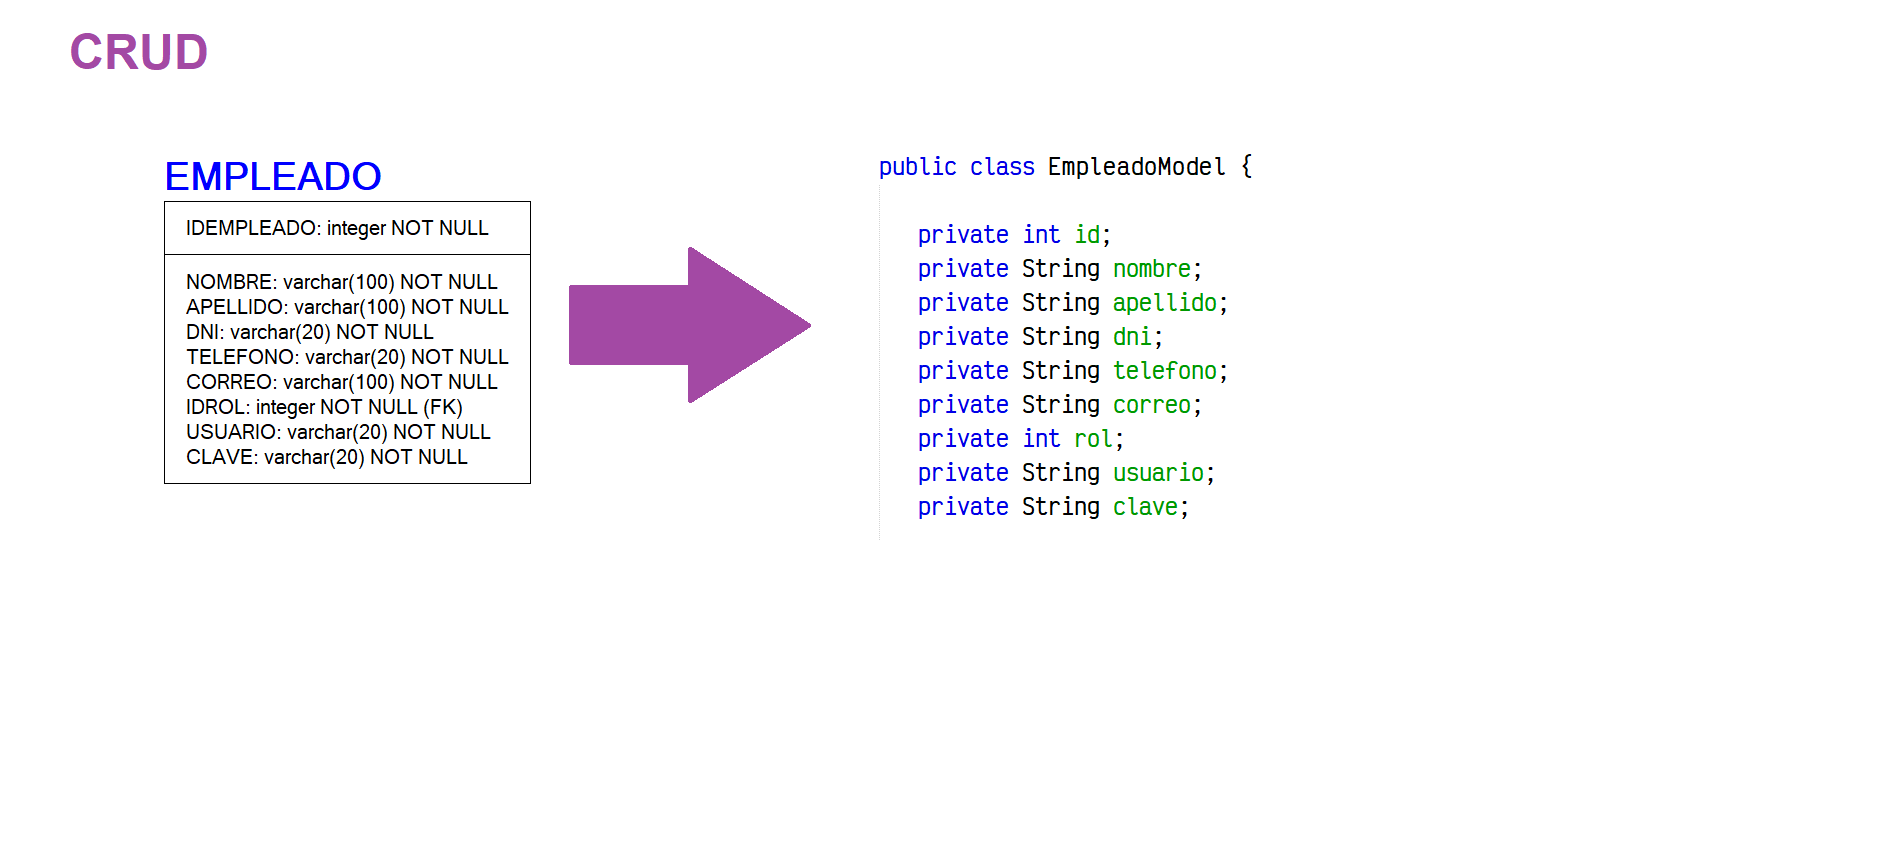 CRUD
EMPLEADO
IDEMPLEADO: integer NOT NULL
NOMBRE: varchar(100) NOT NULL
APELLIDO: varchar(100) NOT NULL
DNI: varchar(20) NOT NULL
TELEFONO: varchar(20) NOT NULL
CORREO: varchar(100) NOT NULL
IDROL: integer NOT NULL (FK)
USUARIO: varchar(20) NOT NULL
CLAVE: varchar(20) NOT NULL
public class EmpleadoModel {
private int id;
private String nombre;
private String apellido;
private String dni;
private String telefono;
private String correo;
private int rol;
private String usuario;
private String clave;